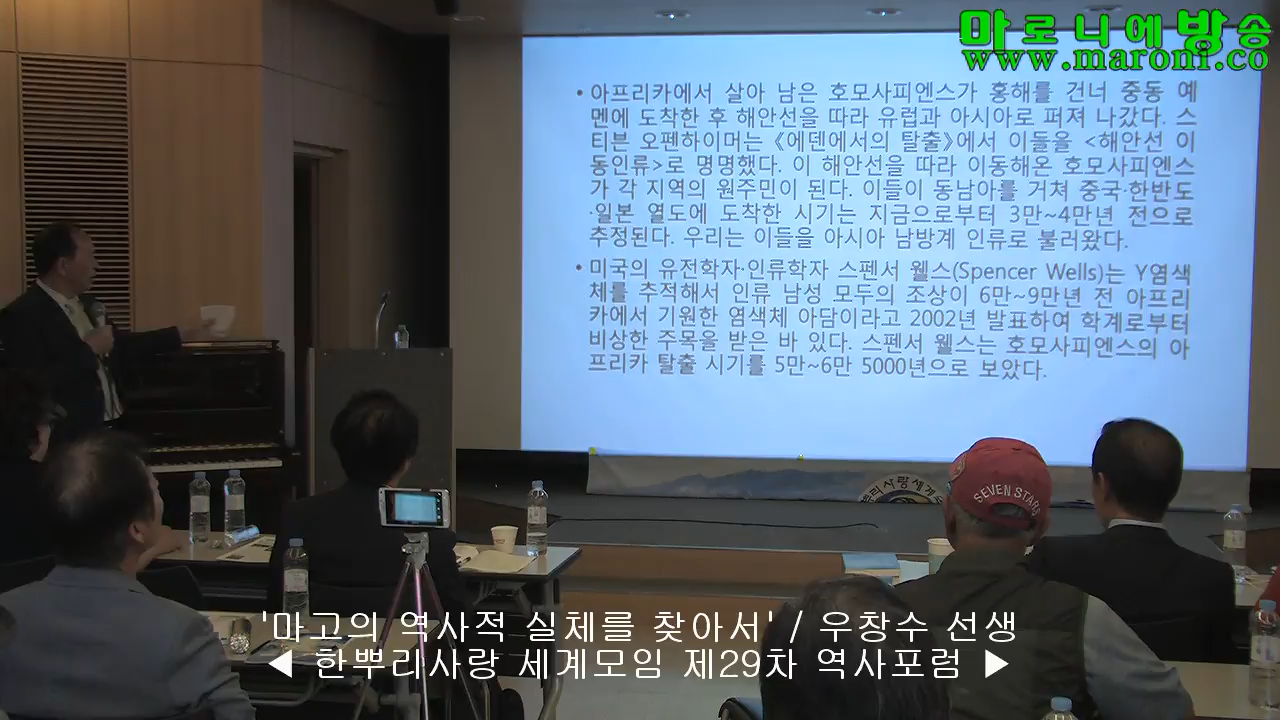 마로니에방송
www.maroni.co
• 아프리카에서 살아 남은 호모사피엔스가 홍해를 건너 중동 예
멘에 도착한 후 해안선을 따라 유럽과 아시아로 퍼져 나갔다. 스
티븐 오펜하이머는 《에덴에서의 탈출》에서 이들을 <해안선 이
동인류>로 명명했다. 이 해안선을 따라 이동해온 호모사피엔스
가 각 지역의 원주민이 된다. 이들이 동남아를 거쳐 중국·한반도
·일본 열도에 도착한 시기는 지금으로부터 3만~4만년 전으로
추정된다. 우리는 이들을 아시아 남방계 인류로 불러왔다.
• 미국의 유전학자·인류학자 스펜서 웰스(Spencer Wells)는 Y염색
체를 추적해서 인류 남성 모두의 조상이 6만~9만년 전 아프리
카에서 기원한 염색체 아담이라고 2002년 발표하여 학계로부터
비상한 주목을 받은 바 있다. 스펜서 웰스는 호모사피엔스의 아
프리카 탈출 시기를 5만~6만 5000년으로 보았다.
뿌리사랑세계
SEVEN STARS
'마고의 역사적 실체를 찾아서' / 우창수 선생
◀ 한뿌리사랑 세계모임 제29차 역사포럼 ▶